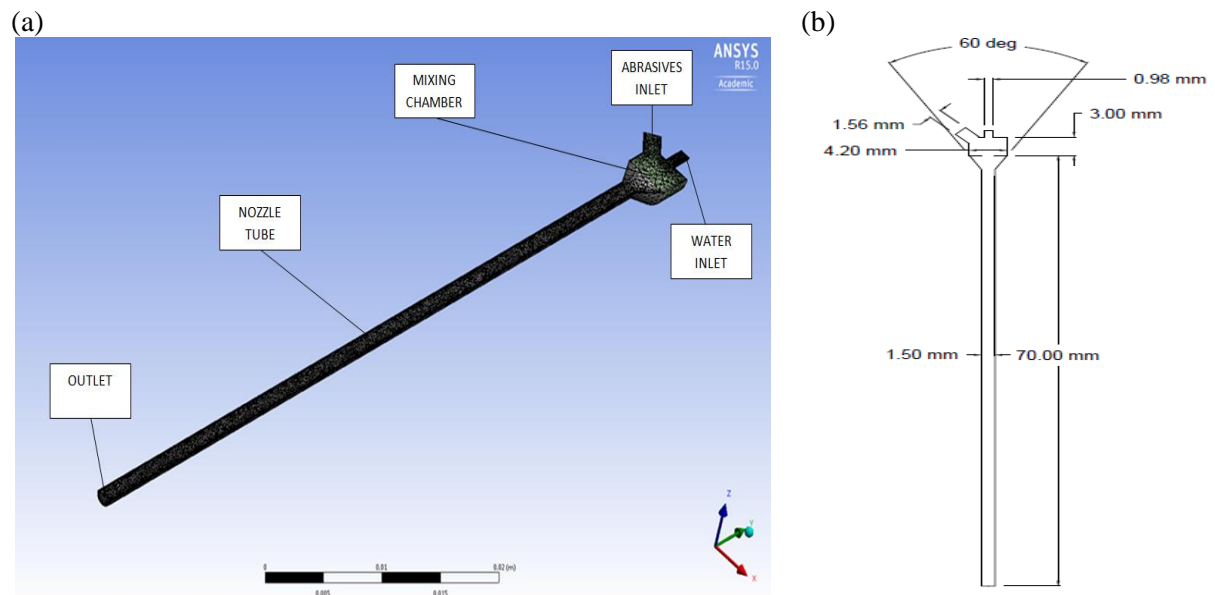 (a)
(b)
ANSYS
R15.0
Academic
ABRASIVES
INLET
MIXING
CHAMBER
NOZZLE
TUBE
WATER
INLET
OUTLET
Z
Y
X
0
0.01
0.02 (m)
0.005
0.015
60 deg
0.98 mm
3.00 mm
1.56 mm
4.20 mm
1.50 mm
70.00 mm